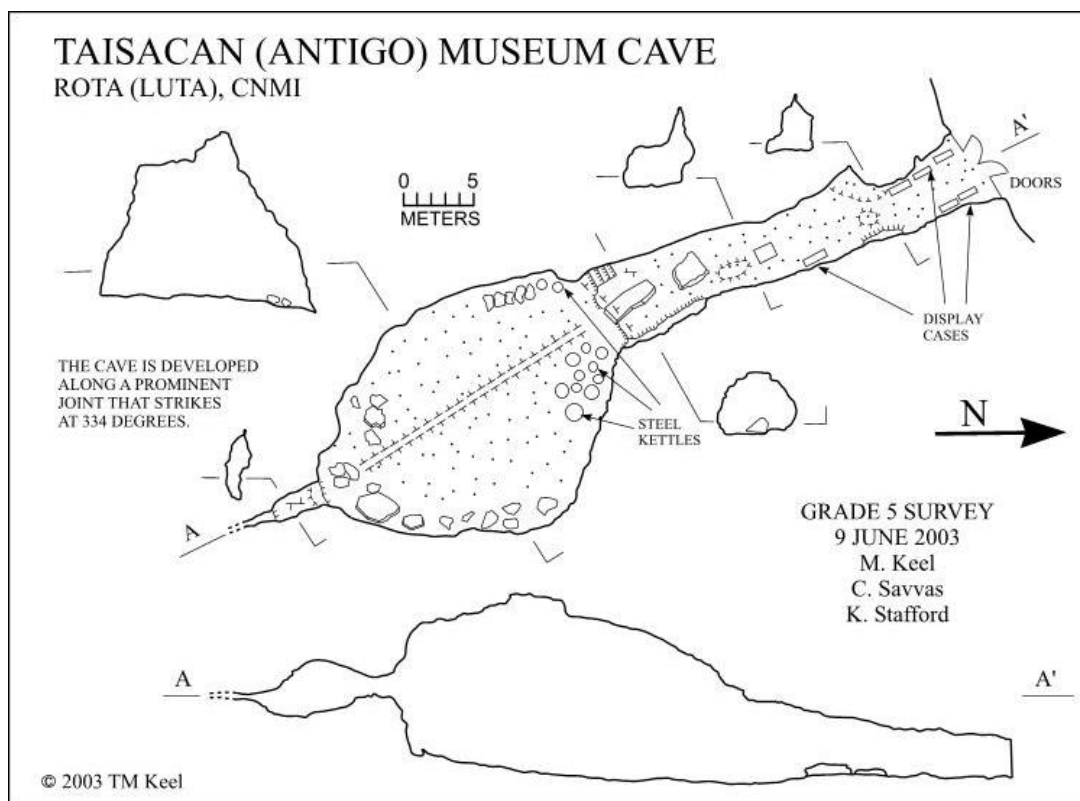 TAISACAN (ANTIGO) MUSEUM CAVE
ROTA (LUTA), CNMI
0 5
METERS
A'
DOORS
DISPLAY
CASES
THE CAVE IS DEVELOPED
ALONG A PROMINENT
JOINT THAT STRIKES
AT 334 DEGREES.
STEEL
KETTLES
N
A
GRADE 5 SURVEY
9 JUNE 2003
M. Keel
C. Savvas
K. Stafford
A
A'
© 2003 TM Keel